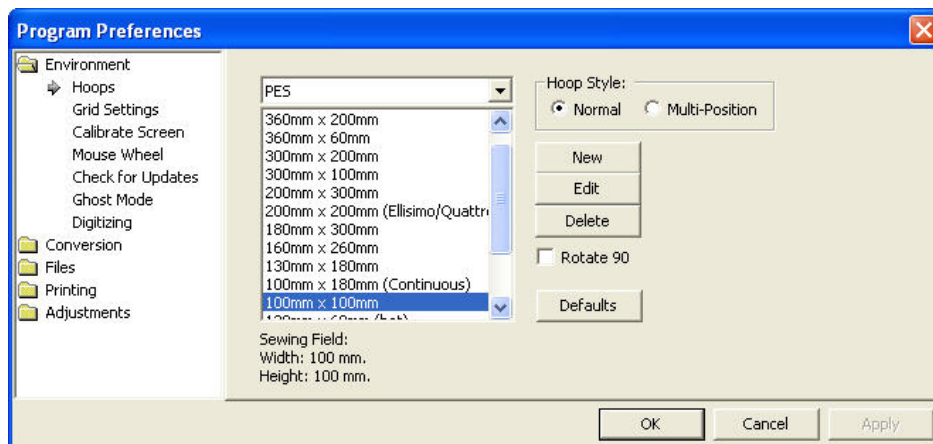 Program Preferences
Environment
Hoops
Grid Settings
Calibrate Screen
Mouse Wheel
Check for Updates
Ghost Mode
Digitizing
Conversion
Files
Printing
Adjustments
PES
360mm x 200mm
360mm x 60mm
300mm x 200mm
300mm x 100mm
200mm x 300mm
200mm x 200mm (Ellisimo/Quattr
180mm x 300mm
160mm x 260mm
130mm x 180mm
100mm x 180mm (Continuous)
100mm x 100mm
Sewing Field:
Width: 100 mm.
Height: 100 mm.
Hoop Style:
Normal Multi-Position
New
Edit
Delete
Rotate 90
Defaults
OK Cancel Apply